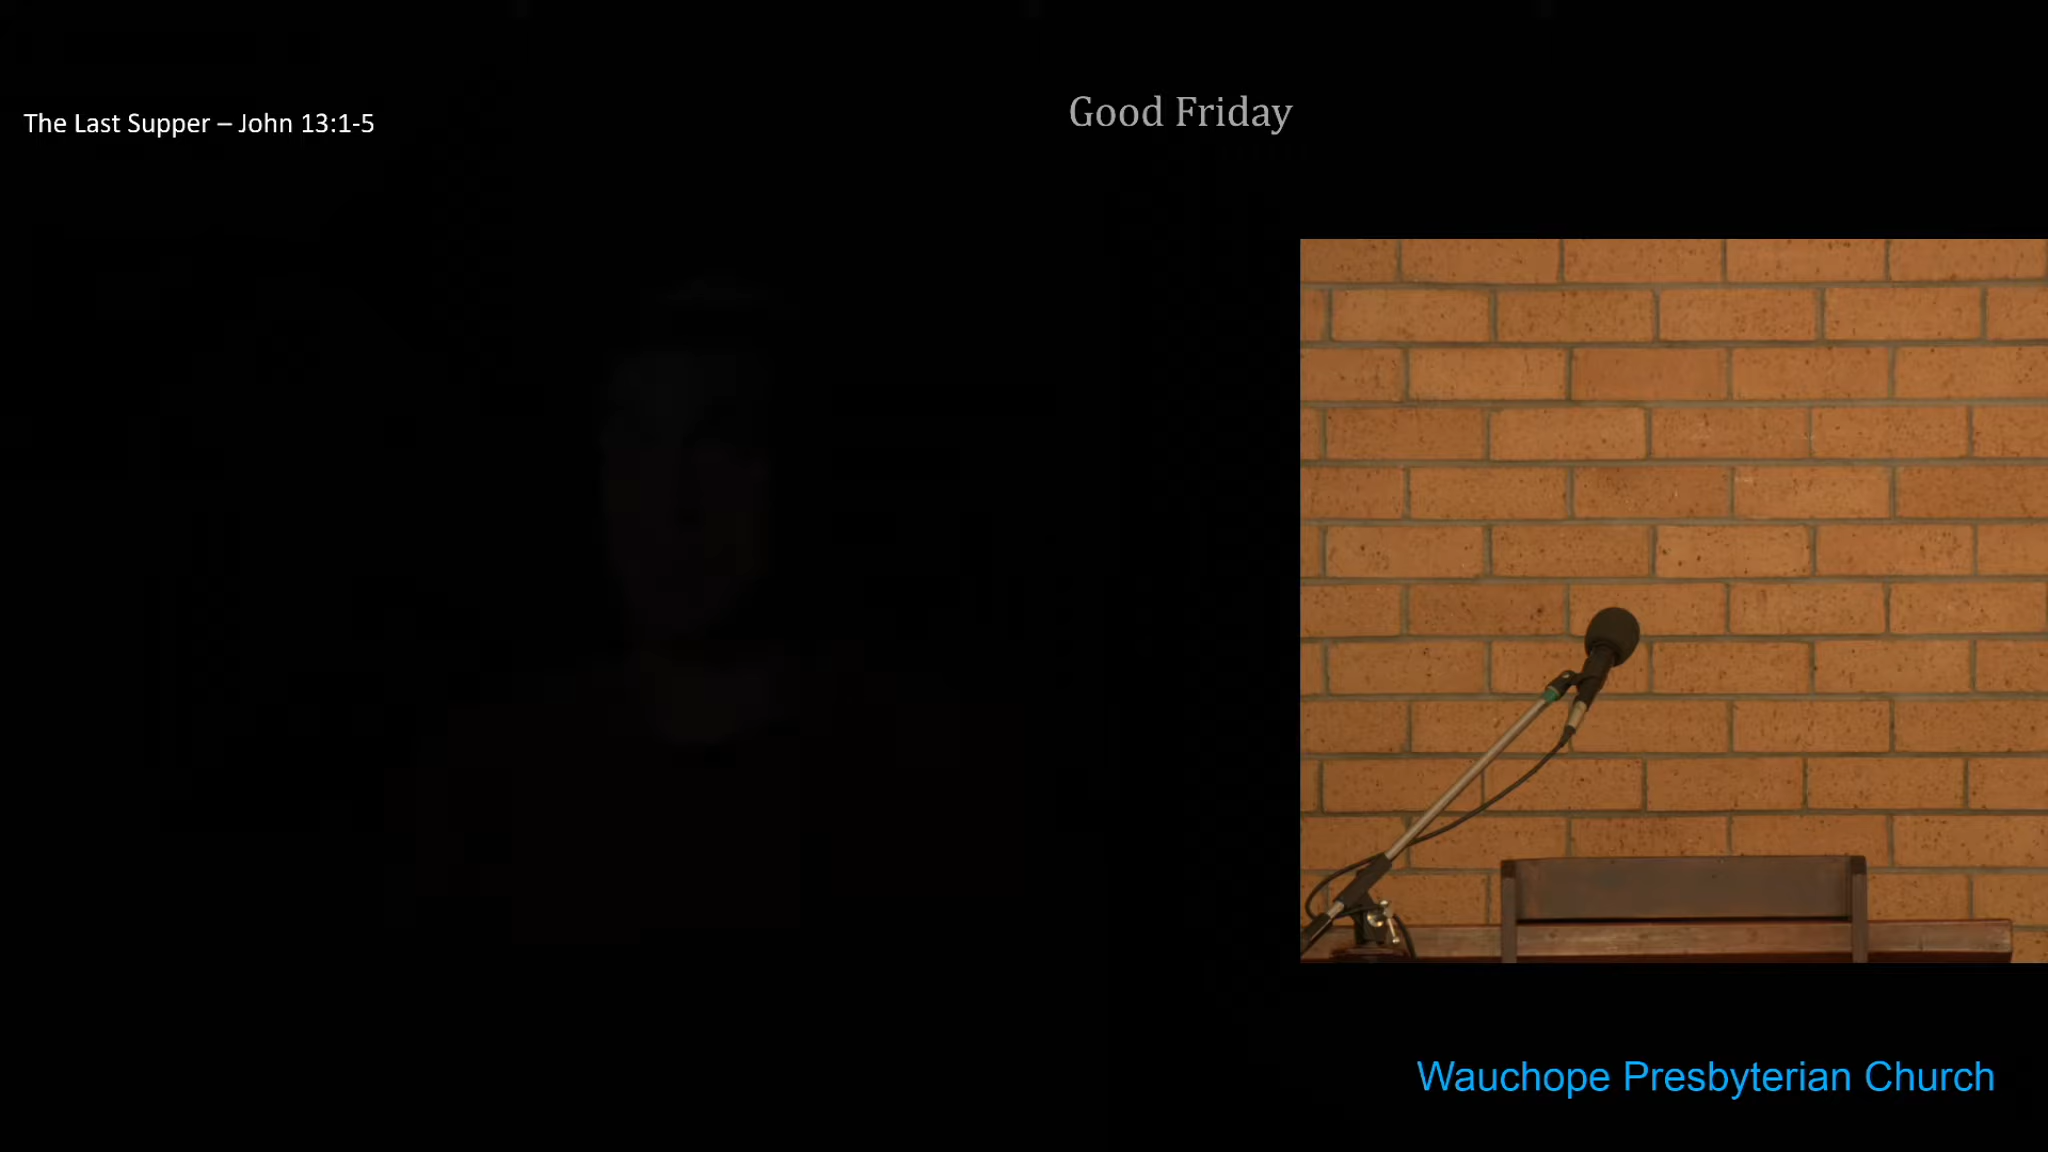 The Last Supper – John 13:1-5
Good Friday
Wauchope Presbyterian Church